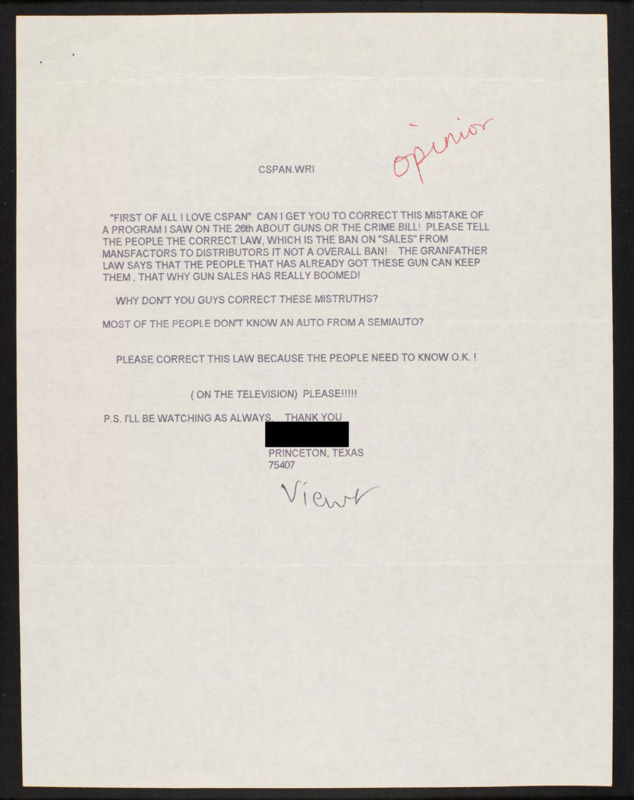 opinion
CSPAN.WRI
"FIRST OF ALL I LOVE CSPAN" CAN I GET YOU TO CORRECT THIS MISTAKE OF
A PROGRAM I SAW ON THE 26th ABOUT GUNS OR THE CRIME BILL! PLEASE TELL
THE PEOPLE THE CORRECT LAW, WHICH IS THE BAN ON "SALES" FROM
MANSFACTORS TO DISTRIBUTORS IT NOT A OVERALL BAN! THE GRANFATHER
LAW SAYS THAT THE PEOPLE THAT HAS ALREADY GOT THESE GUN CAN KEEP
THEM , THAT WHY GUN SALES HAS REALLY BOOMED!
WHY DON'T YOU GUYS CORRECT THESE MISTRUTHS?
MOST OF THE PEOPLE DON'T KNOW AN AUTO FROM A SEMIAUTO?
PLEASE CORRECT THIS LAW BECAUSE THE PEOPLE NEED TO KNOW O.K. !
( ON THE TELEVISION) PLEASE!!!!!
P.S. I'LL BE WATCHING AS ALWAYS. THANK YOU
PRINCETON, TEXAS
75407
Viewr